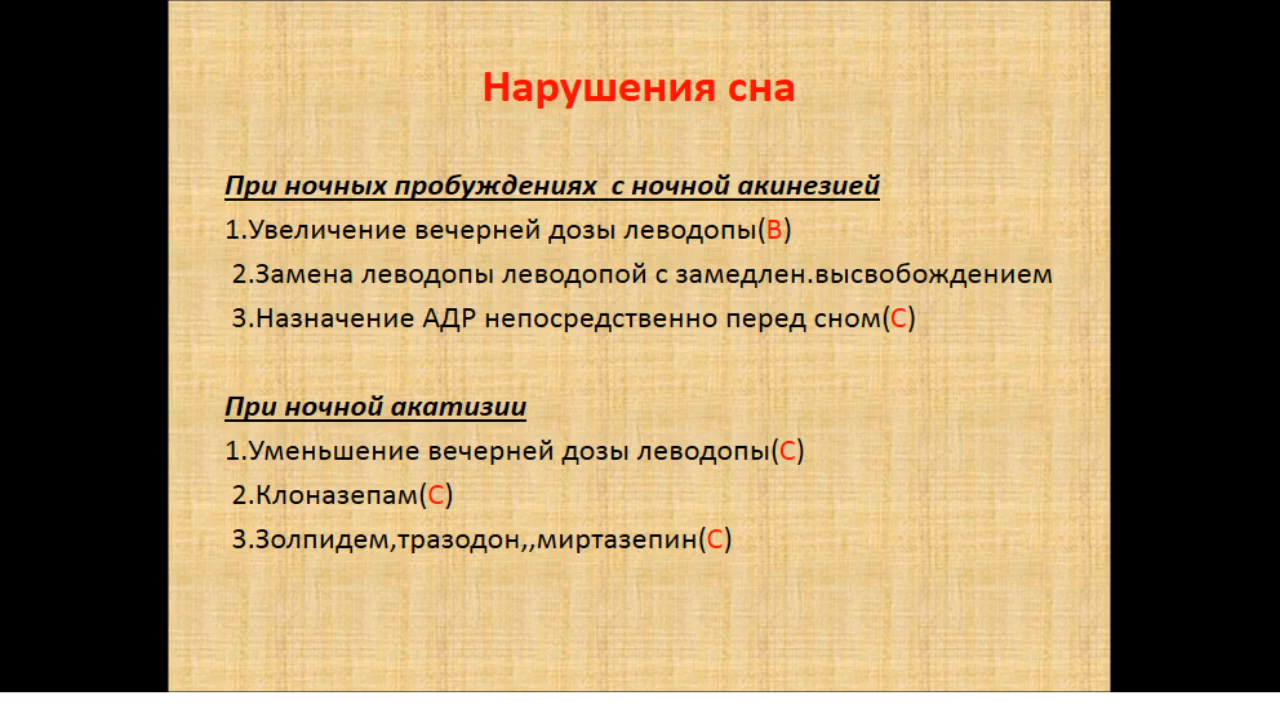 Нарушения сна
При ночных пробуждениях с ночной акинезией
1.Увеличение вечерней дозы леводопы(В)
2.Замена леводопы леводопой с замедлен.высвобождением
3.Назначение АДР непосредственно перед сном(С)
При ночной акатизии
1.Уменьшение вечерней дозы леводопы(С)
2.Клоназепам(С)
3.Золпидем,тразодон,,миртазепин(С)